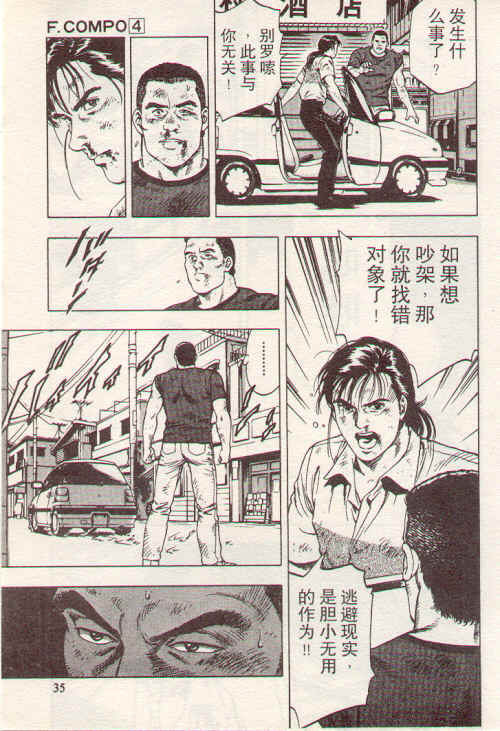 F. COMPO 4
酒店
发生什
么事了？
别罗嗦
，此事与
你无关！
如果想
吵架，那
你就找错
对象了！
逃避现实，
是胆小无用
的作为！！
………
35